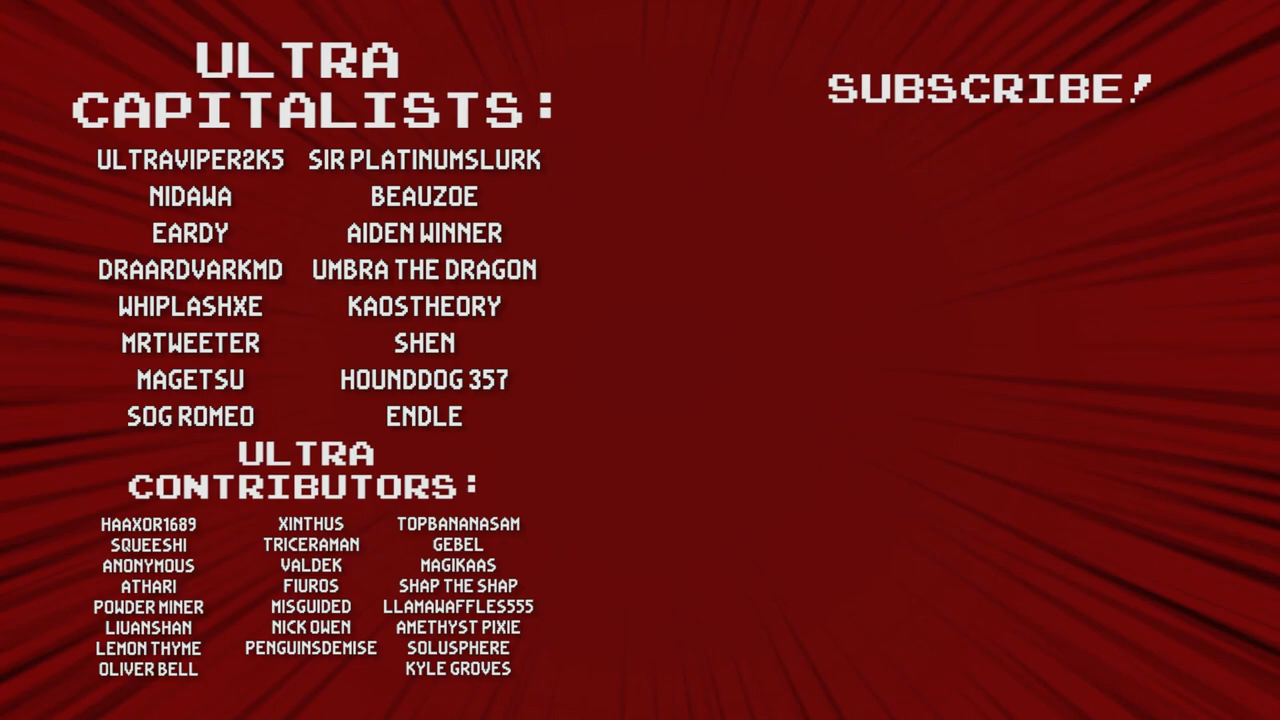 ULTRA
CAPITALISTS:
SUBSCRIBE!
ULTRAVIPER2K5 SIR PLATINUMSLURK
NIDAWA BEAUZOE
EARDY AIDEN WINNER
DRAARDVARKMD UMBRA THE DRAGON
WHIPLASHXE KAOSTHEORY
MRTWEETER SHEN
MAGETSU HOUNDDOG 357
SOG ROMEO ENDLE
ULTRA
CONTRIBUTORS:
HAAXOR1689 XINTHUS TOPBANANASAM
SQUEESHI TRICERAMAN GEBEL
ANONYMOUS VALDEK MAGIKAAS
ATHARI FIUROS SHAP THE SHAP
POWDER MINER MISGUIDED LLAMAWAFFLES555
LIUANSHAN NICK OWEN AMETHYST PIXIE
LEMON THYME PENGUINSDEMISE SOLUSPHERE
OLIVER BELL KYLE GROVES